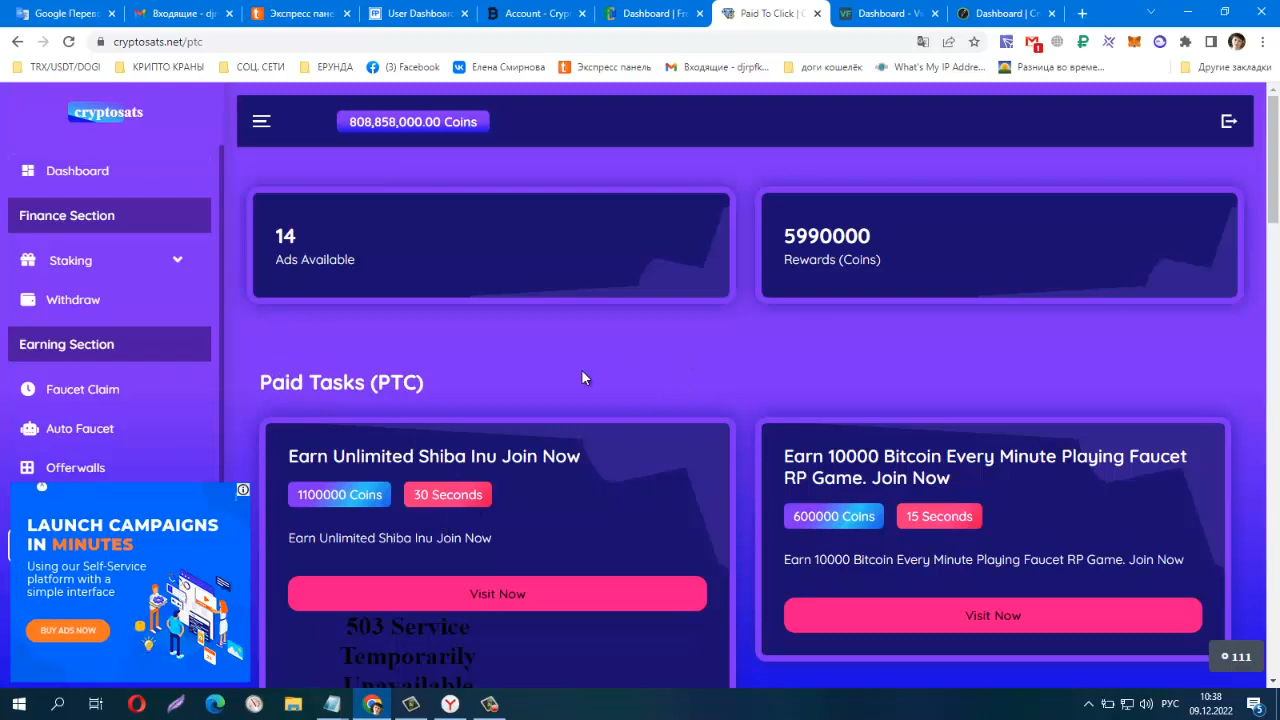 Google Перев
Входящие - djr
Экспресс пане
User Dashboar
Account - Cryp
Dashboard | Fr
Paid To Click | C
Dashboard - Ve
Dashboard | Cr
cryptosats.net/ptc
TRX/USDT/DOGI
КРИПТО КРАНЫ
СОЦ. СЕТИ
ЕРУНДА
(3) Facebook
Елена Смирнова
Экспресс панель
Входящие – djrpfk...
доги кошелёк
What's My IP Addre...
Разница во време...
Другие закладки
cryptosats
808,858,000.00 Coins
Dashboard
Finance Section
Staking
Withdraw
Earning Section
Faucet Claim
Auto Faucet
Offerwalls
14
Ads Available
5990000
Rewards (Coins)
Paid Tasks (PTC)
Earn Unlimited Shiba Inu Join Now
1100000 Coins
30 Seconds
Earn Unlimited Shiba Inu Join Now
Visit Now
503 Service
Temporarily
Unavailable
Earn 10000 Bitcoin Every Minute Playing Faucet
RP Game. Join Now
600000 Coins
15 Seconds
Earn 10000 Bitcoin Every Minute Playing Faucet RP Game. Join Now
Visit Now
LAUNCH CAMPAIGNS
IN MINUTES
Using our Self-Service
platform with a
simple interface
BUY ADS NOW
111
РУС
10:38
09.12.2022
5